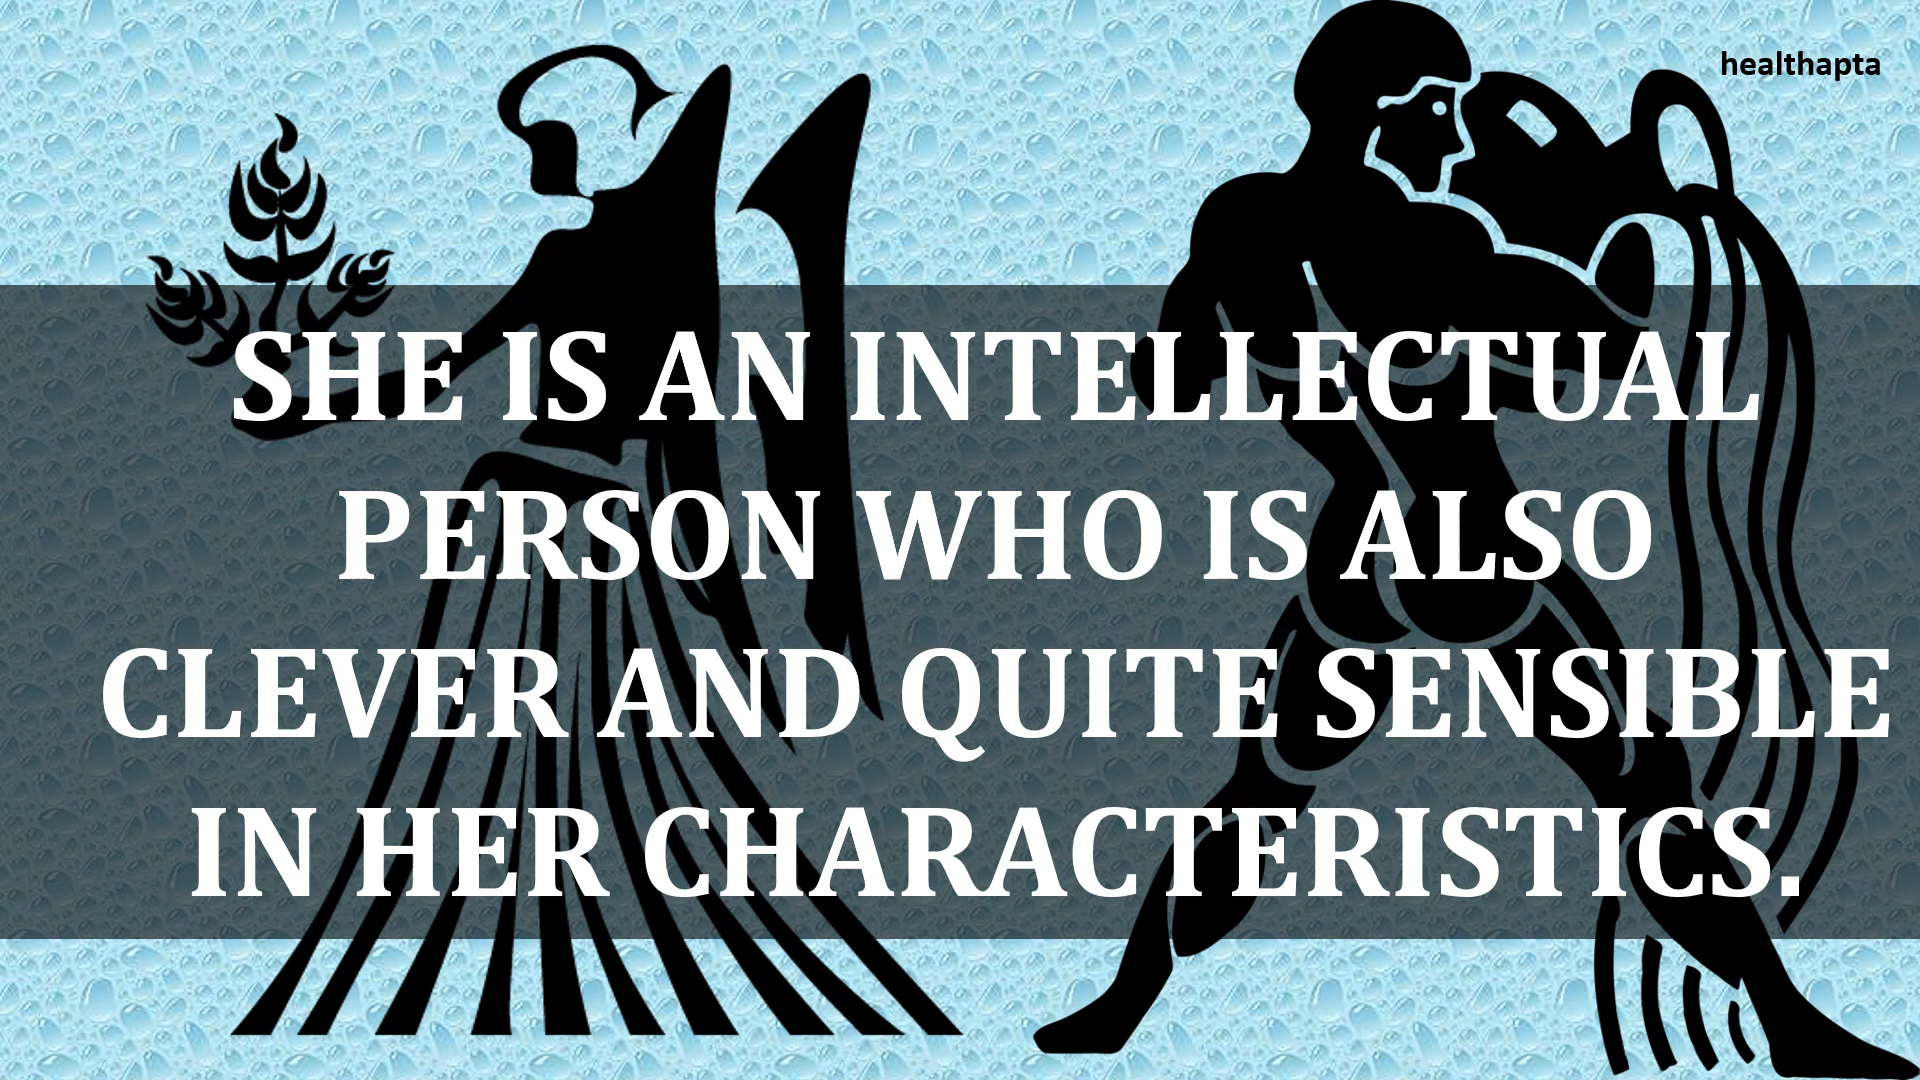 healthapta
SHE IS AN INTELLECTUAL
PERSON WHO IS ALSO
CLEVER AND QUITE SENSIBLE
IN HER CHARACTERISTICS.